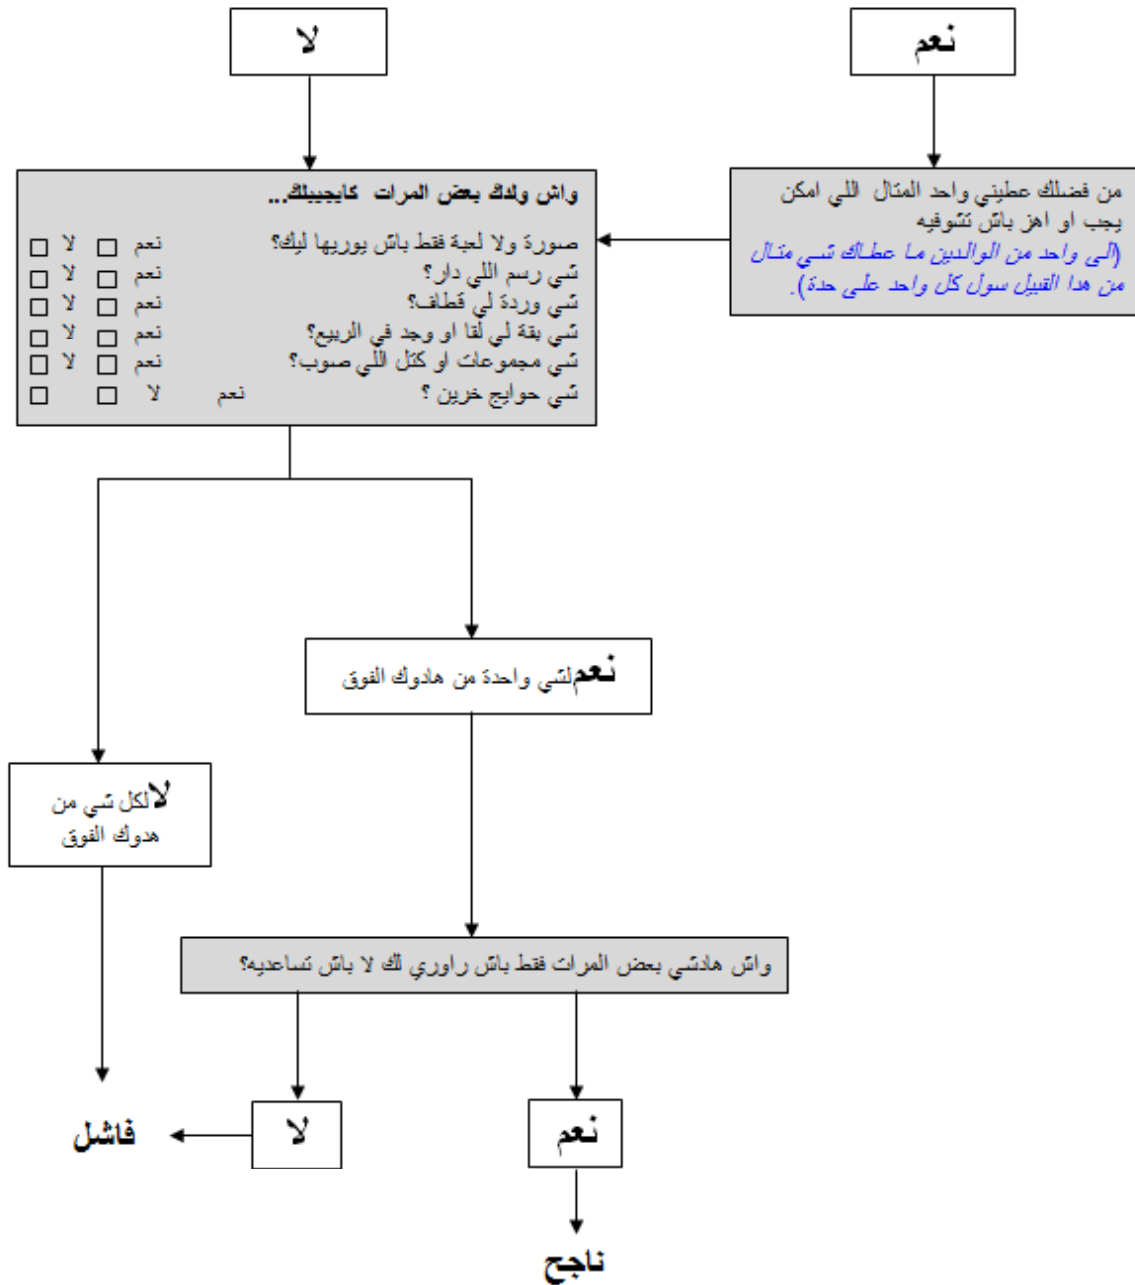 نعم
لا
من فضلك عطيني واحد المتال اللي امكن
يجب او اهز باش تشوفيه
(الى واحد من الوالدين ما عطاك شي متال
من هدا القبيل سول كل واحد على حدة).
واش ولدك بعض المرات كايجيبلك...
صورة ولا لعبة فقط باش يوريها ليك؟ نعم □ لا □
شي رسم اللي دار؟ نعم □ لا □
شي وردة لي قطاف؟ نعم □ لا □
شي بقة لي لقا او وجد في الربيع؟ نعم □ لا □
شي مجموعات او كتل اللي صوب؟ نعم □ لا □
شي حوايج خرين ؟ نعم لا □ □
نعم لشي واحدة من هادوك الفوق
لا لكل شي من
هدوك الفوق
واش هادشي بعض المرات فقط باش راوري لك لا باش تساعديه؟
نعم
لا
فاشل
ناجح